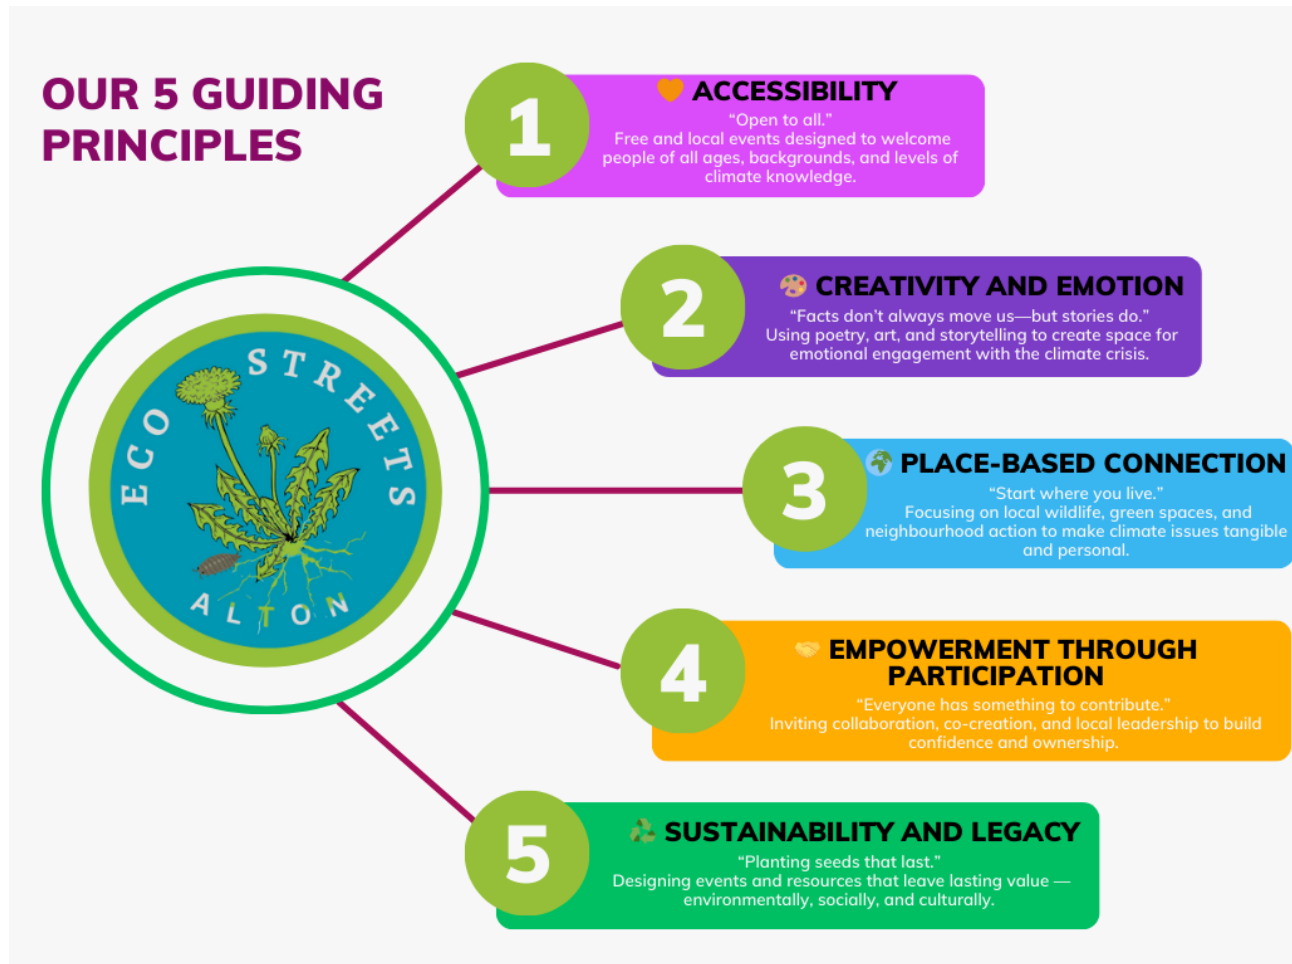 OUR 5 GUIDING
PRINCIPLES
1
🧡 ACCESSIBILITY
“Open to all.”
Free and local events designed to welcome
people of all ages, backgrounds, and levels of
climate knowledge.
2
🎨 CREATIVITY AND EMOTION
“Facts don’t always move us—but stories do.”
Using poetry, art, and storytelling to create space for
emotional engagement with the climate crisis.
ECO STREETS
ALTON
3
🌍 PLACE-BASED CONNECTION
“Start where you live.”
Focusing on local wildlife, green spaces, and
neighbourhood action to make climate issues tangible
and personal.
4
🤝 EMPOWERMENT THROUGH
PARTICIPATION
“Everyone has something to contribute.”
Inviting collaboration, co-creation, and local leadership to build
confidence and ownership.
5
♻️ SUSTAINABILITY AND LEGACY
“Planting seeds that last.”
Designing events and resources that leave lasting value —
environmentally, socially, and culturally.